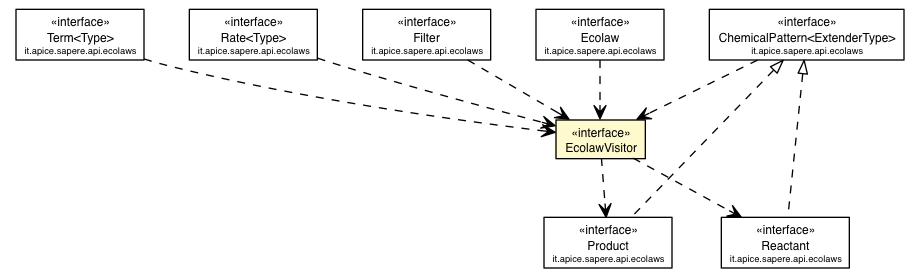 «interface»
Term<Type>
it.apice.sapere.api.ecolaws
«interface»
Rate<Type>
it.apice.sapere.api.ecolaws
«interface»
Filter
it.apice.sapere.api.ecolaws
«interface»
Ecolaw
it.apice.sapere.api.ecolaws
«interface»
ChemicalPattern<ExtenderType>
it.apice.sapere.api.ecolaws
«interface»
EcolawVisitor
«interface»
Product
it.apice.sapere.api.ecolaws
«interface»
Reactant
it.apice.sapere.api.ecolaws